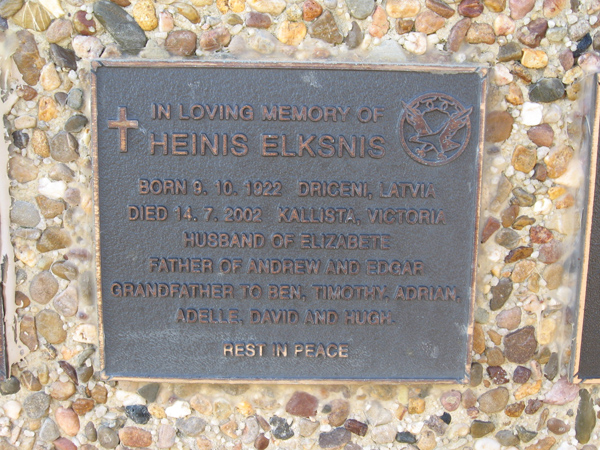 IN LOVING MEMORY OF
HEINIS ELKSNIS
BORN 9. 10. 1922 DRICENI, LATVIA
DIED 14. 7. 2002 KALLISTA, VICTORIA
HUSBAND OF ELIZABETE
FATHER OF ANDREW AND EDGAR
GRANDFATHER TO BEN, TIMOTHY, ADRIAN,
ADELLE, DAVID AND HUGH.
REST IN PEACE